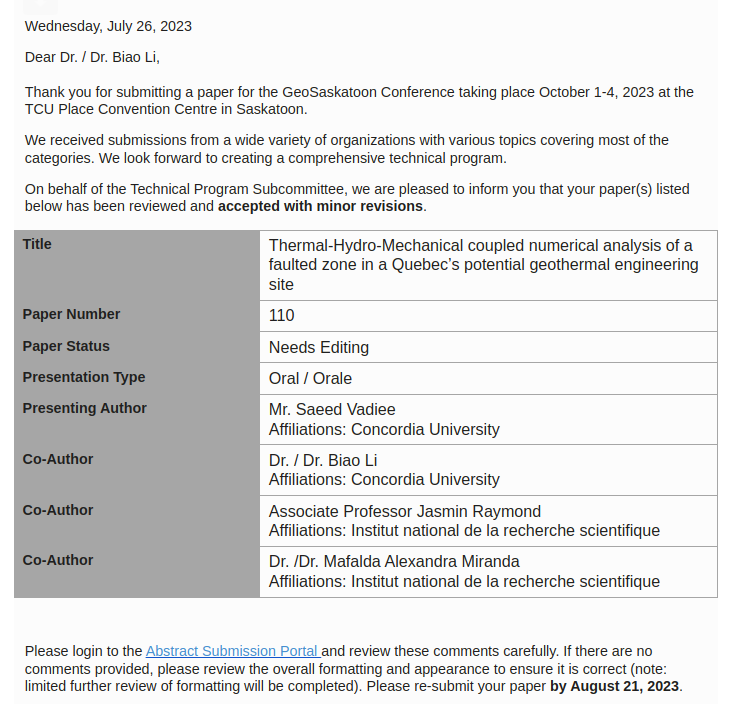 Wednesday, July 26, 2023
Dear Dr. / Dr. Biao Li,
Thank you for submitting a paper for the GeoSaskatoon Conference taking place October 1-4, 2023 at the
TCU Place Convention Centre in Saskatoon.
We received submissions from a wide variety of organizations with various topics covering most of the
categories. We look forward to creating a comprehensive technical program.
On behalf of the Technical Program Subcommittee, we are pleased to inform you that your paper(s) listed
below has been reviewed and accepted with minor revisions.
Title
Thermal-Hydro-Mechanical coupled numerical analysis of a
faulted zone in a Quebec’s potential geothermal engineering
site
Paper Number
110
Paper Status
Needs Editing
Presentation Type
Oral / Orale
Presenting Author
Mr. Saeed Vadiee
Affiliations: Concordia University
Co-Author
Dr. / Dr. Biao Li
Affiliations: Concordia University
Co-Author
Associate Professor Jasmin Raymond
Affiliations: Institut national de la recherche scientifique
Co-Author
Dr. /Dr. Mafalda Alexandra Miranda
Affiliations: Institut national de la recherche scientifique
Please login to the Abstract Submission Portal and review these comments carefully. If there are no
comments provided, please review the overall formatting and appearance to ensure it is correct (note:
limited further review of formatting will be completed). Please re-submit your paper by August 21, 2023.